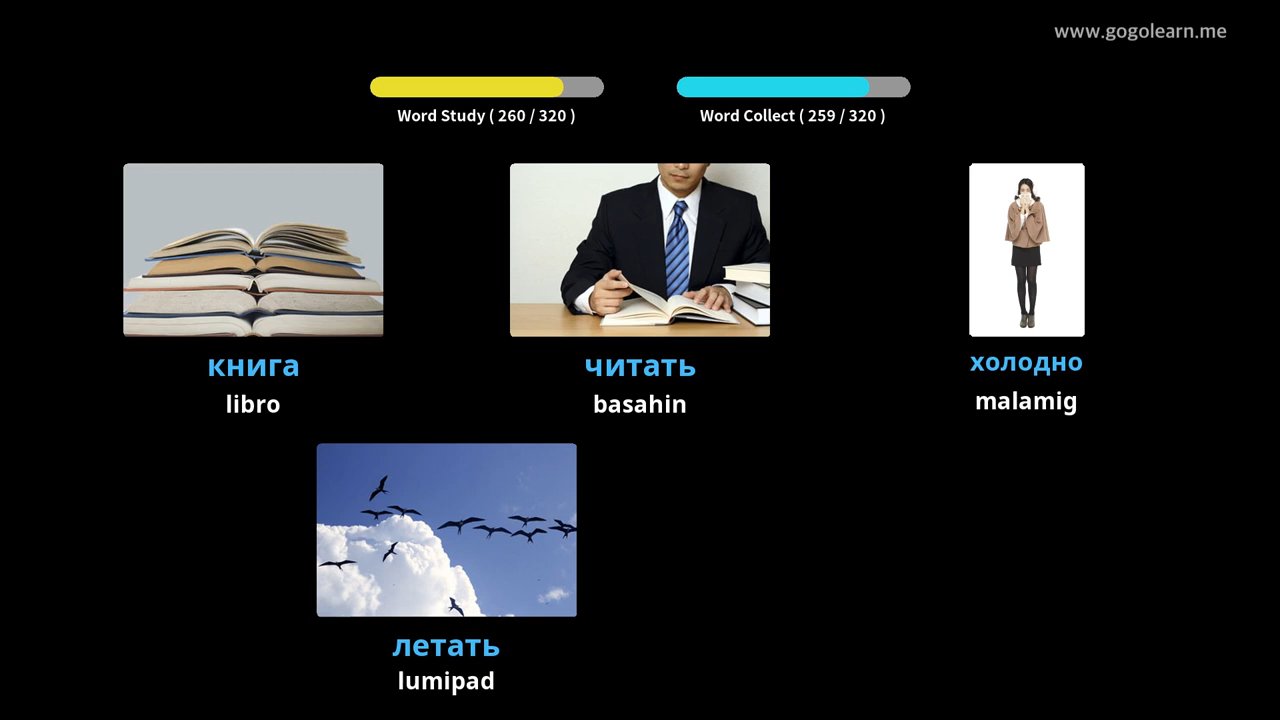 www.gogolearn.me
Word Study ( 260 / 320 )
Word Collect ( 259 / 320 )
книга
libro
читать
basahin
холодно
malamig
летать
lumipad